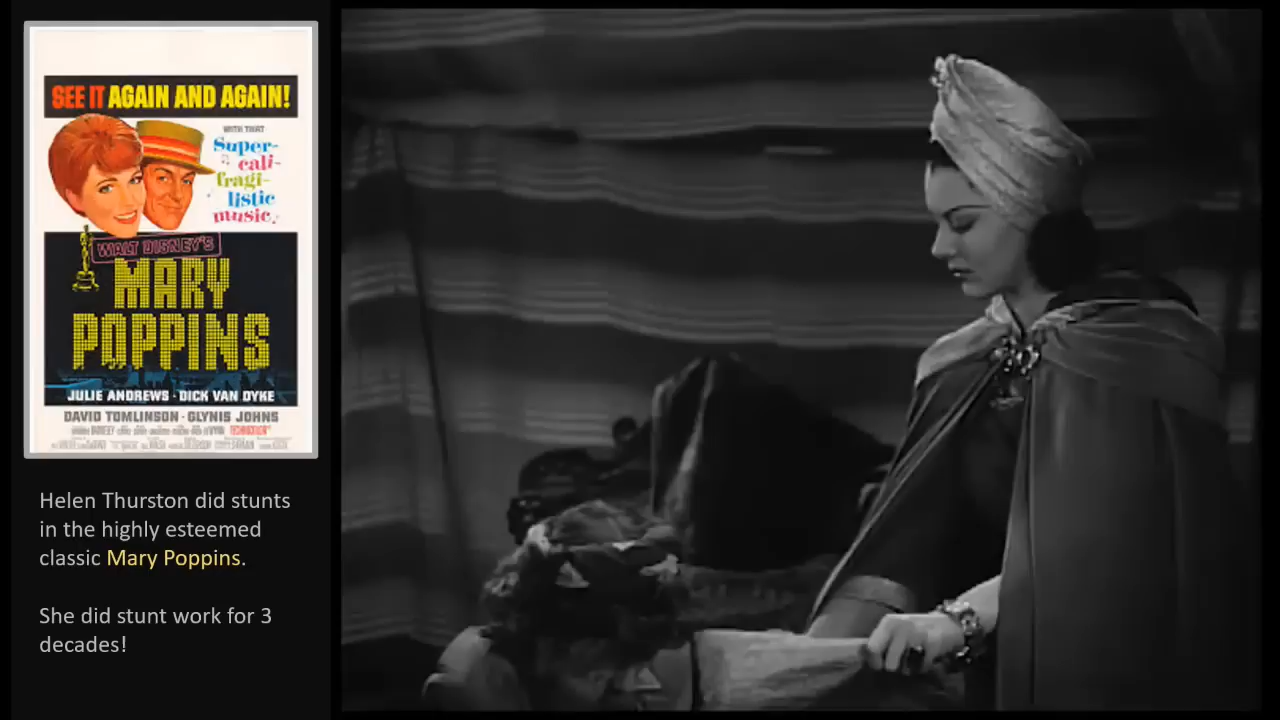 SEE IT AGAIN AND AGAIN!
WITH THAT
Super-
cali-
fragi-
listic
music.
WALT DISNEY'S
MARY
POPPINS
JULIE ANDREWS · DICK VAN DYKE
DAVID TOMLINSON · GLYNIS JOHNS
TECHNICOLOR
Helen Thurston did stunts
in the highly esteemed
classic Mary Poppins.
She did stunt work for 3
decades!